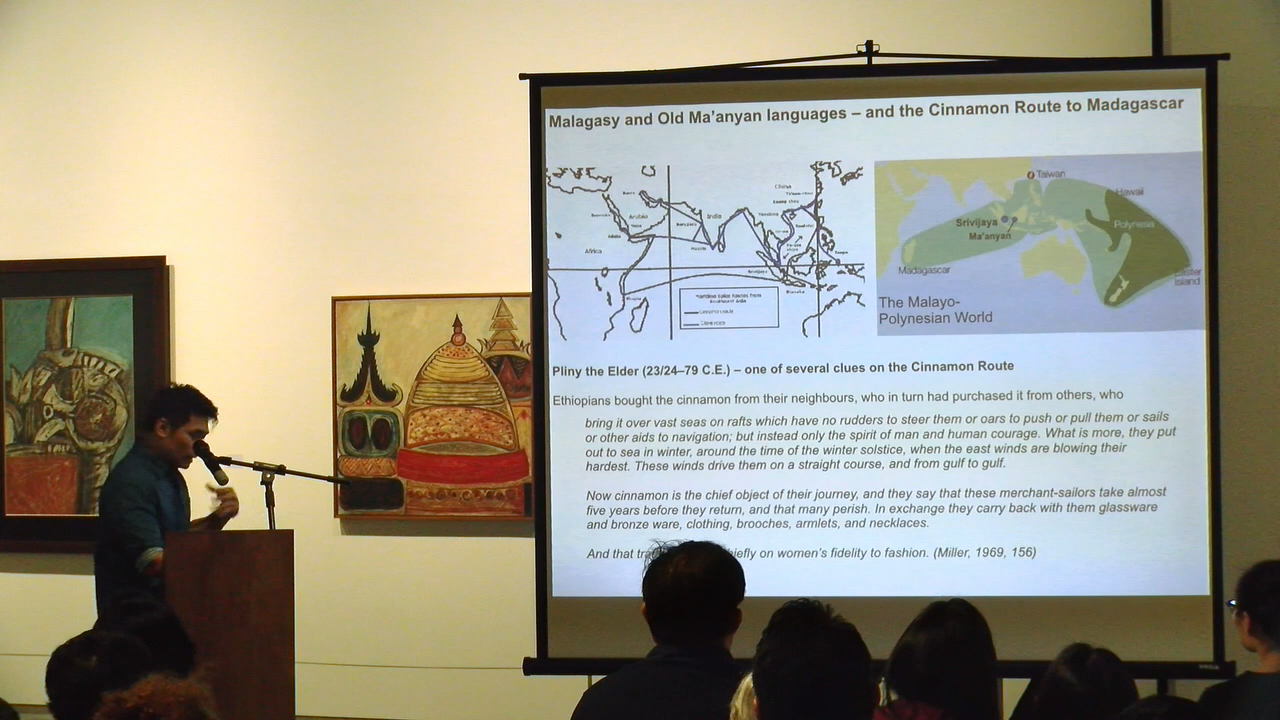 Malagasy and Old Ma'anyan languages – and the Cinnamon Route to Madagascar
Arabia
India
Africa
China
Taiwan
Hawaii
Srivijaya
Polynesia
Ma'anyan
Madagascar
Easter
Island
The Malayo-
Polynesian World
Pliny the Elder (23/24–79 C.E.) – one of several clues on the Cinnamon Route
Ethiopians bought the cinnamon from their neighbours, who in turn had purchased it from others, who
bring it over vast seas on rafts which have no rudders to steer them or oars to push or pull them or sails
or other aids to navigation; but instead only the spirit of man and human courage. What is more, they put
out to sea in winter, around the time of the winter solstice, when the east winds are blowing their
hardest. These winds drive them on a straight course, and from gulf to gulf.
Now cinnamon is the chief object of their journey, and they say that these merchant-sailors take almost
five years before they return, and that many perish. In exchange they carry back with them glassware
and bronze ware, clothing, brooches, armlets, and necklaces.
And that on women's fidelity to fashion. (Miller, 1969, 156)